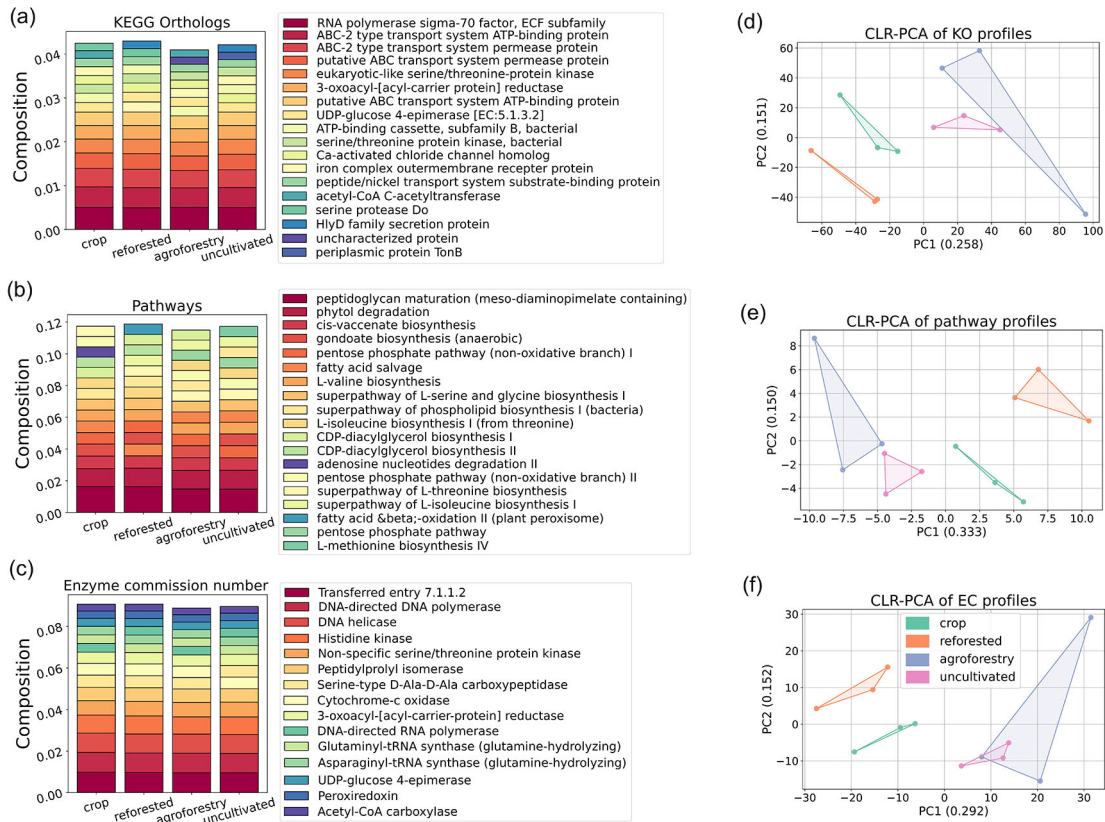 (a)
KEGG Orthologs
Composition
0.04
0.03
0.02
0.01
0.00
crop
reforested
agroforestry
uncultivated
RNA polymerase sigma-70 factor, ECF subfamily
ABC-2 type transport system ATP-binding protein
ABC-2 type transport system permease protein
putative ABC transport system permease protein
eukaryotic-like serine/threonine-protein kinase
3-oxoacyl-[acyl-carrier protein] reductase
putative ABC transport system ATP-binding protein
UDP-glucose 4-epimerase [EC:5.1.3.2]
ATP-binding cassette, subfamily B, bacterial
serine/threonine protein kinase, bacterial
Ca-activated chloride channel homolog
iron complex outermembrane recepter protein
peptide/nickel transport system substrate-binding protein
acetyl-CoA C-acetyltransferase
serine protease Do
HlyD family secretion protein
uncharacterized protein
periplasmic protein TonB
(d)
CLR-PCA of KO profiles
PC2 (0.151)
60
40
20
0
−20
−40
−60
−40
−20
0
20
40
60
80
100
PC1 (0.258)
(b)
Pathways
Composition
0.12
0.10
0.08
0.06
0.04
0.02
0.00
crop
reforested
agroforestry
uncultivated
peptidoglycan maturation (meso-diaminopimelate containing)
phytol degradation
cis-vaccenate biosynthesis
gondoate biosynthesis (anaerobic)
pentose phosphate pathway (non-oxidative branch) I
fatty acid salvage
L-valine biosynthesis
superpathway of L-serine and glycine biosynthesis I
superpathway of phospholipid biosynthesis I (bacteria)
L-isoleucine biosynthesis I (from threonine)
CDP-diacylglycerol biosynthesis I
CDP-diacylglycerol biosynthesis II
adenosine nucleotides degradation II
pentose phosphate pathway (non-oxidative branch) II
superpathway of L-threonine biosynthesis
superpathway of L-isoleucine biosynthesis I
fatty acid &beta;-oxidation II (plant peroxisome)
pentose phosphate pathway
L-methionine biosynthesis IV
(e)
CLR-PCA of pathway profiles
PC2 (0.150)
8
6
4
2
0
−2
−4
−10.0
−7.5
−5.0
−2.5
0.0
2.5
5.0
7.5
10.0
PC1 (0.333)
(c)
Enzyme commission number
Composition
0.08
0.06
0.04
0.02
0.00
crop
reforested
agroforestry
uncultivated
Transferred entry 7.1.1.2
DNA-directed DNA polymerase
DNA helicase
Histidine kinase
Non-specific serine/threonine protein kinase
Peptidylprolyl isomerase
Serine-type D-Ala-D-Ala carboxypeptidase
Cytochrome-c oxidase
3-oxoacyl-[acyl-carrier-protein] reductase
DNA-directed RNA polymerase
Glutaminyl-tRNA synthase (glutamine-hydrolyzing)
Asparaginyl-tRNA synthase (glutamine-hydrolyzing)
UDP-glucose 4-epimerase
Peroxiredoxin
Acetyl-CoA carboxylase
(f)
CLR-PCA of EC profiles
PC2 (0.152)
30
20
10
0
−10
crop
reforested
agroforestry
uncultivated
−30
−20
−10
0
10
20
30
PC1 (0.292)